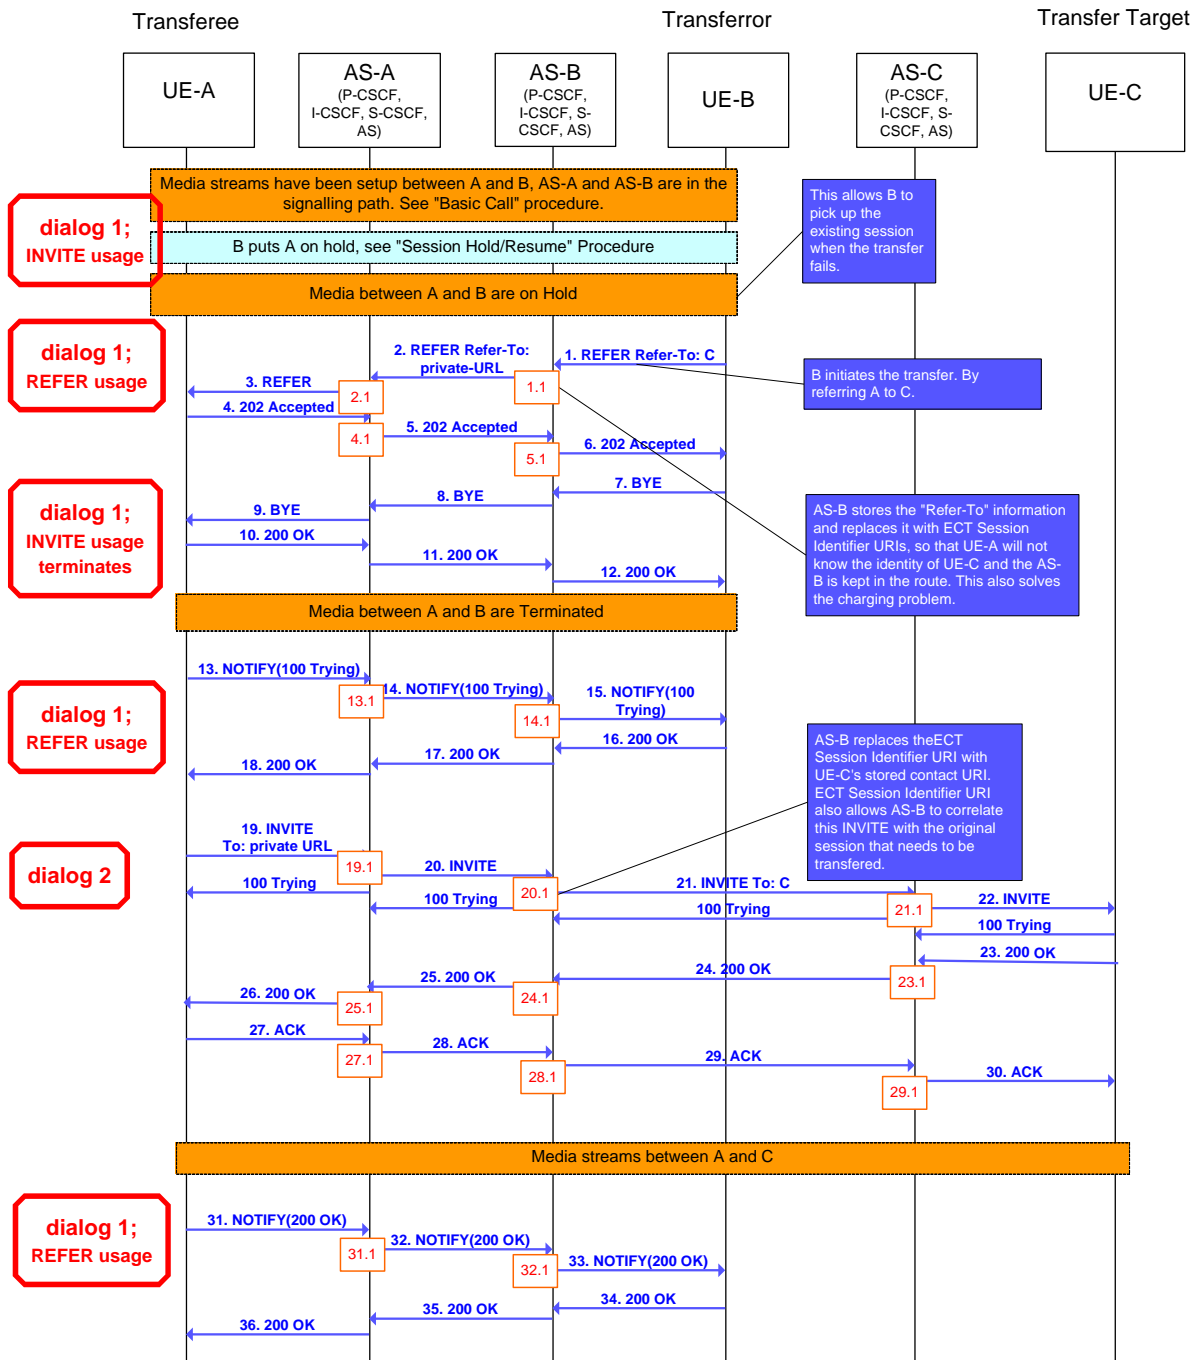 Transferee
Transferror
Transfer Target
UE-A
AS-A
(P-CSCF,
I-CSCF, S-CSCF,
AS)
AS-B
(P-CSCF,
I-CSCF, S-
CSCF, AS)
UE-B
AS-C
(P-CSCF,
I-CSCF, S-
CSCF, AS)
UE-C
Media streams have been setup between A and B, AS-A and AS-B are in the
signalling path. See "Basic Call" procedure.
This allows B to
pick up the
existing session
when the transfer
fails.
dialog 1;
INVITE usage
B puts A on hold, see "Session Hold/Resume" Procedure
Media between A and B are on Hold
dialog 1;
REFER usage
1. REFER Refer-To: C
2. REFER Refer-To:
private-URL
1.1
3. REFER
2.1
B initiates the transfer. By
referring A to C.
4. 202 Accepted
4.1
5. 202 Accepted
5.1
6. 202 Accepted
dialog 1;
INVITE usage
terminates
7. BYE
8. BYE
9. BYE
10. 200 OK
11. 200 OK
12. 200 OK
AS-B stores the "Refer-To" information
and replaces it with ECT Session
Identifier URIs, so that UE-A will not
know the identity of UE-C and the AS-
B is kept in the route. This also solves
the charging problem.
Media between A and B are Terminated
13. NOTIFY(100 Trying)
13.1
14. NOTIFY(100 Trying)
14.1
15. NOTIFY(100
Trying)
dialog 1;
REFER usage
16. 200 OK
17. 200 OK
18. 200 OK
AS-B replaces theECT
Session Identifier URI with
UE-C's stored contact URI.
ECT Session Identifier URI
also allows AS-B to correlate
this INVITE with the original
session that needs to be
transfered.
dialog 2
19. INVITE
To: private URL
19.1
20. INVITE
100 Trying
20.1
21. INVITE To: C
100 Trying
21.1
22. INVITE
100 Trying
100 Trying
23. 200 OK
23.1
24. 200 OK
24.1
25. 200 OK
25.1
26. 200 OK
27. ACK
27.1
28. ACK
28.1
29. ACK
29.1
30. ACK
Media streams between A and C
dialog 1;
REFER usage
31. NOTIFY(200 OK)
31.1
32. NOTIFY(200 OK)
32.1
33. NOTIFY(200 OK)
34. 200 OK
35. 200 OK
36. 200 OK